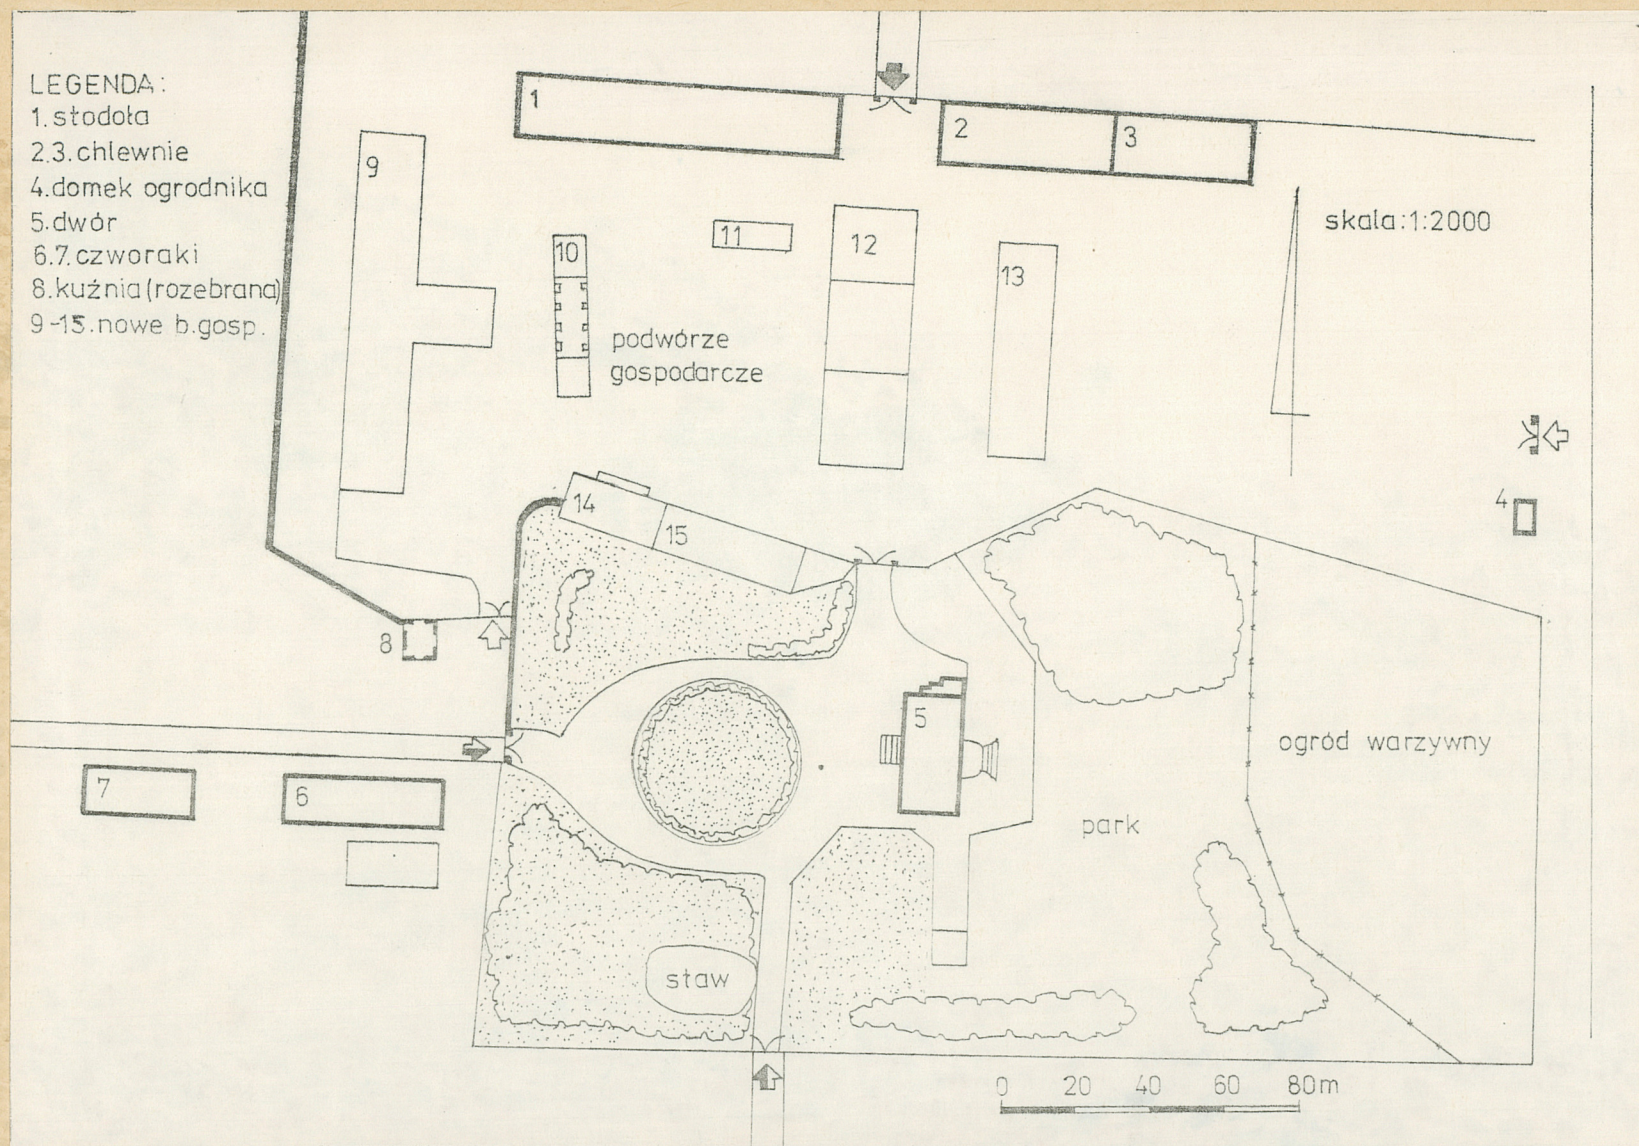 LEGENDA:
1.stodoła
2.3.chlewnie
4.domek ogrodnika
5.dwór
6.7.czworaki
8.kuźnia(rozebrana)
9-15.nowe b.gosp.
1
2
3
9
10
11
12
13
skala:1:2000
podwórze
gospodarcze
14
15
4
8
5
ogród warzywny
7
6
park
staw
0 20 40 60 80m